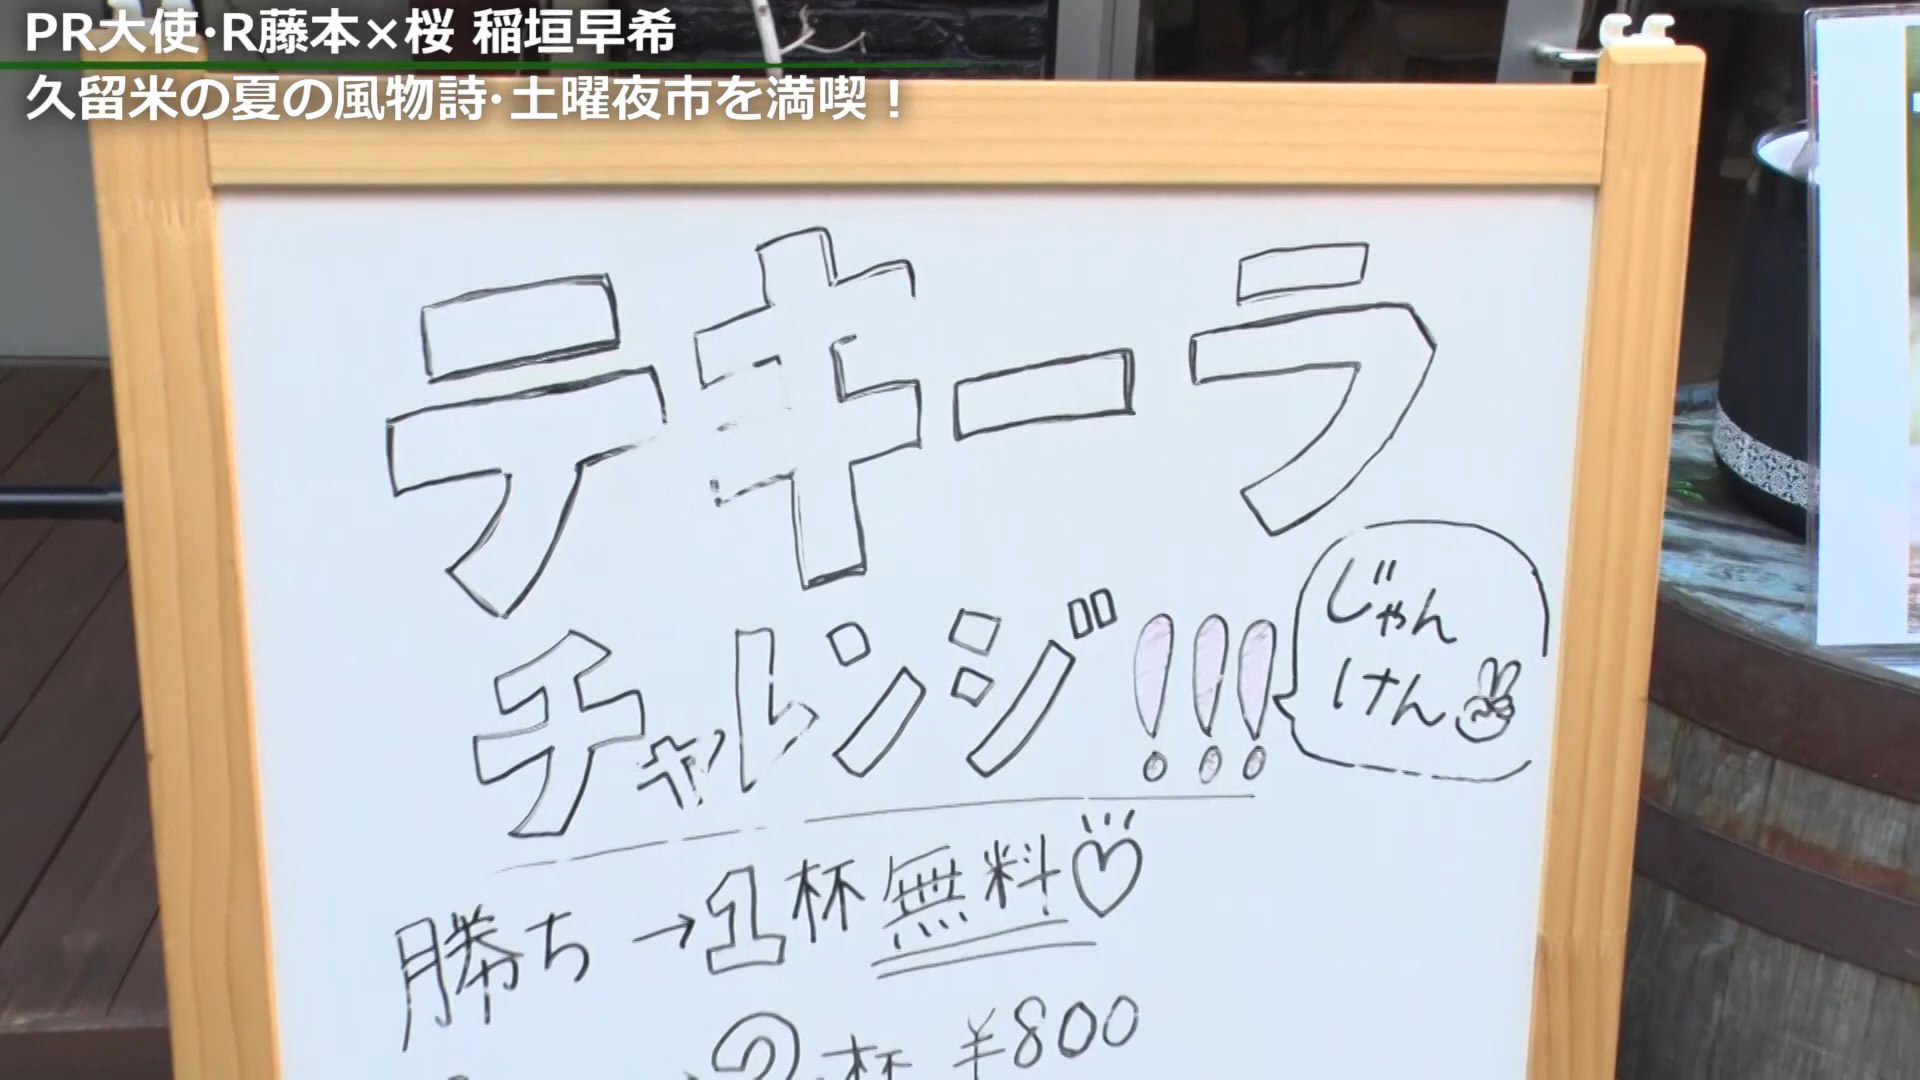 PR大使･R藤本×桜 稲垣早希
久留米の夏の風物詩･土曜夜市を満喫！
テキーラ
チャレンジ!!!
じゃん
けん
勝ち→1杯無料♡
杯 ¥800